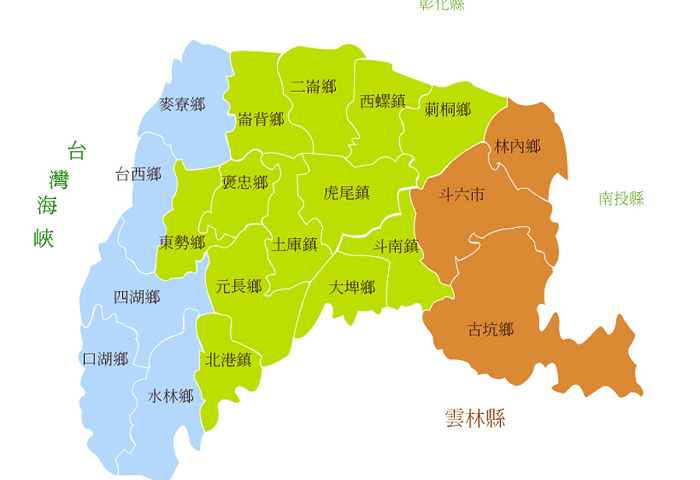 彰化縣
二崙鄉
麥寮鄉
西螺鎮
莿桐鄉
崙背鄉
林內鄉
台灣海峽
台西鄉
褒忠鄉
虎尾鎮
斗六市
南投縣
東勢鄉
土庫鎮
斗南鎮
元長鄉
大埤鄉
四湖鄉
古坑鄉
口湖鄉
北港鎮
水林鄉
雲林縣